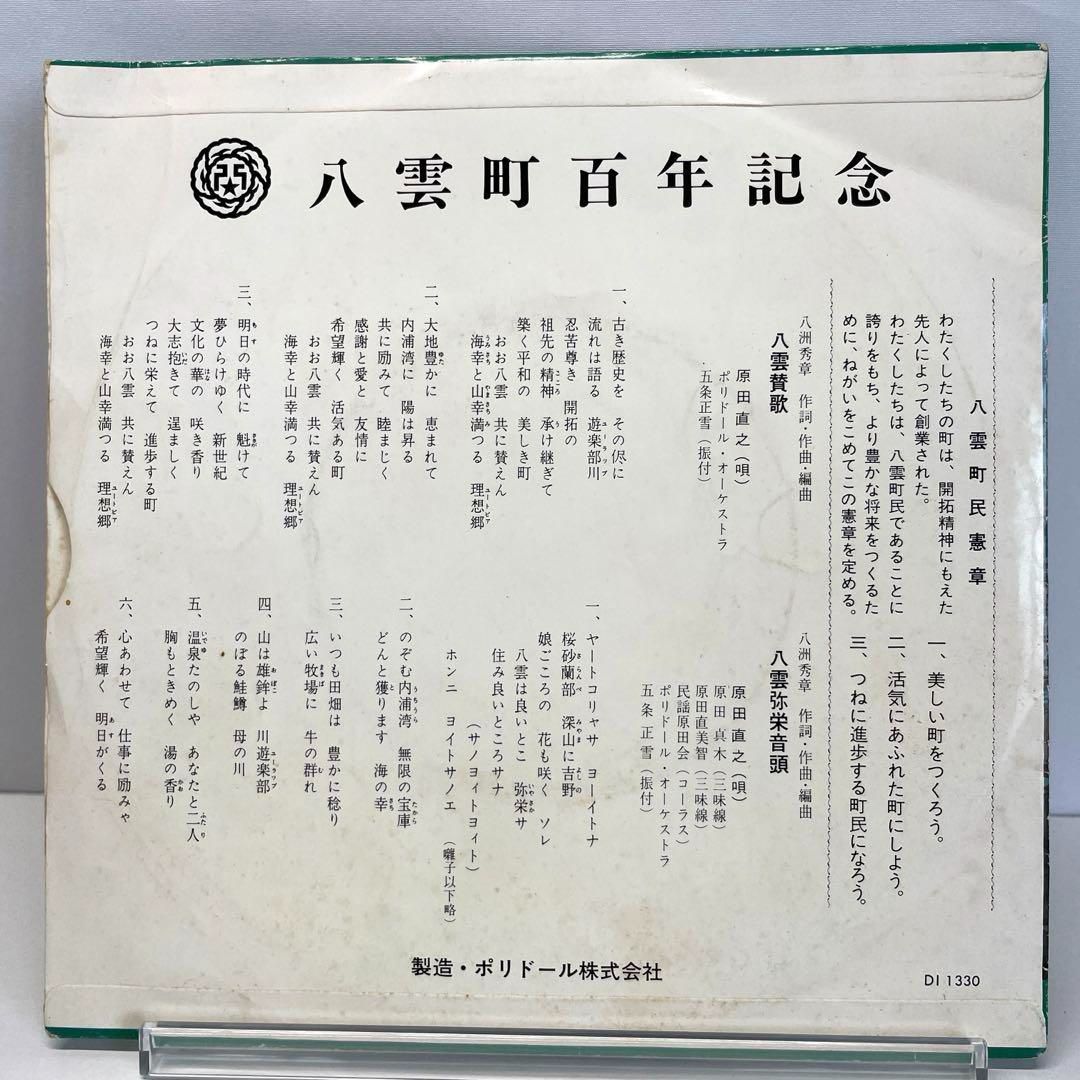 八雲町百年記念
八雲町民憲章
わたくしたちの町は、開拓精神にもえた
先人によって創業された。
わたくしたちは、八雲町民であることに
誇りをもち、より豊かな将来をつくるた
めに、ねがいをこめてこの憲章を定める。
一、美しい町をつくろう。
二、活気にあふれた町にしよう。
三、つねに進歩する町民になろう。
八洲秀章 作詞・作曲・編曲
八雲賛歌
原田直之(唄)
ポリドール・オーケストラ
五条正雪(振付)
一、古き歴史を その侭に
流れは語る 遊楽部川
忍苦尊き 開拓の
祖先の精神 承け継ぎて
築く平和の 美しき町
おお八雲 共に賛えん
海幸と山幸満つる 理想郷
二、大地豊かに 恵まれて
内浦湾に 陽は昇る
共に励みて 睦まじく
感謝と愛と 友情に
希望輝く 活気ある町
おお八雲 共に賛えん
海幸と山幸満つる 理想郷
三、明日の時代に 魁けて
夢ひらけゆく 新世紀
文化の華の 咲き香り
大志抱きて 逞ましく
つねに栄えて 進歩する町
おお八雲 共に賛えん
海幸と山幸満つる 理想郷
八洲秀章 作詞・作曲・編曲
八雲弥栄音頭
原田直之(唄)
原田真木(三味線)
原田直美智(三味線)
民謡原田会(コーラス)
ポリドール・オーケストラ
五条正雪(振付)
一、ヤートコリャサ ヨーイトナ
桜砂蘭部 深山に吉野
娘ごころの 花も咲く ソレ
八雲は良いとこ 弥栄サ
住み良いところサナ
(サノヨイトヨイト)
ホンニ ヨイトサノエ (囃子以下略)
二、のぞむ内浦湾 無限の宝庫
どんと獲ります 海の幸
三、いつも田畑は 豊かに稔り
広い牧場に 牛の群れ
四、山は雄鉾よ 川遊楽部
のぼる鮭鱒 母の川
五、温泉たのしや あなたと二人
胸もときめく 湯の香り
六、心あわせて 仕事に励みゃ
希望輝く 明日がくる
製造・ポリドール株式会社
DI 1330